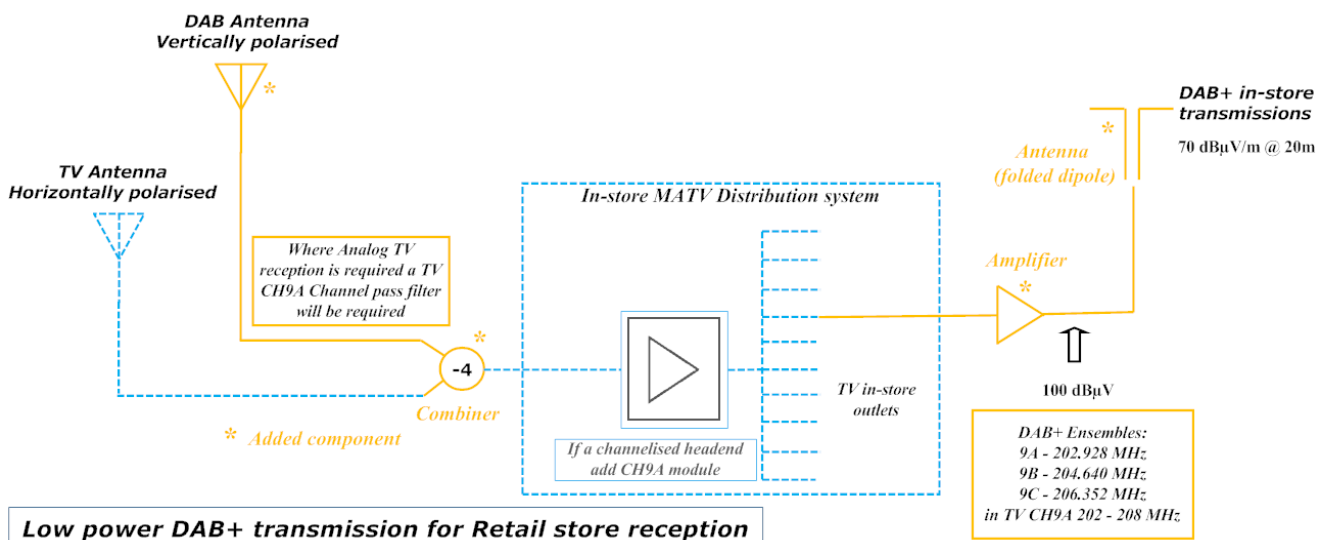 DAB Antenna
Vertically polarised
*
TV Antenna
Horizontally polarised
Where Analog TV
reception is required a TV
CH9A Channel pass filter
will be required
*
-4
Combiner
* Added component
In-store MATV Distribution system
If a channelised headend
add CH9A module
TV in-store
outlets
Amplifier
*
Antenna
(folded dipole)
*
DAB+ in-store
transmissions
70 dBµV/m @ 20m
100 dBµV
DAB+ Ensembles:
9A - 202.928 MHz
9B - 204.640 MHz
9C - 206.352 MHz
in TV CH9A 202 - 208 MHz
Low power DAB+ transmission for Retail store reception